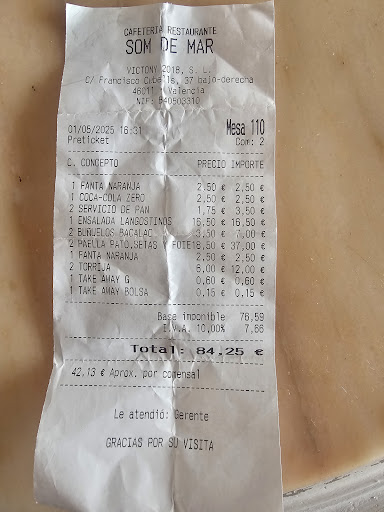 CAFETERIA RESTAURANTE
SOM DE MAR
VICTONY 2018, S. L.
C/ Francisco Cubells, 37 bajo-derecha
46011 Valencia
NIF: B40503310
01/05/2025 16:31 Mesa 110
Preticket Com: 2
C. CONCEPTO PRECIO IMPORTE
1 FANTA NARANJA 2,50 € 2,50 €
1 COCA-COLA ZERO 2,50 € 2,50 €
2 SERVICIO DE PAN 1,75 € 3,50 €
1 ENSALADA LANGOSTINOS 16,50 € 16,50 €
2 BUÑUELOS BACALAO 3,50 € 7,00 €
2 PAELLA PATO,SETAS Y FOIE 18,50 € 37,00 €
1 FANTA NARANJA 2,50 € 2,50 €
2 TORRIJA 6,00 € 12,00 €
1 TAKE AWAY G 0,60 € 0,60 €
1 TAKE AWAY BOLSA 0,15 € 0,15 €
Base imponible 76,59
I.V.A. 10,00% 7,66
Total: 84,25 €
42,13 € Aprox. por comensal
Le atendió: Gerente
GRACIAS POR SU VISITA